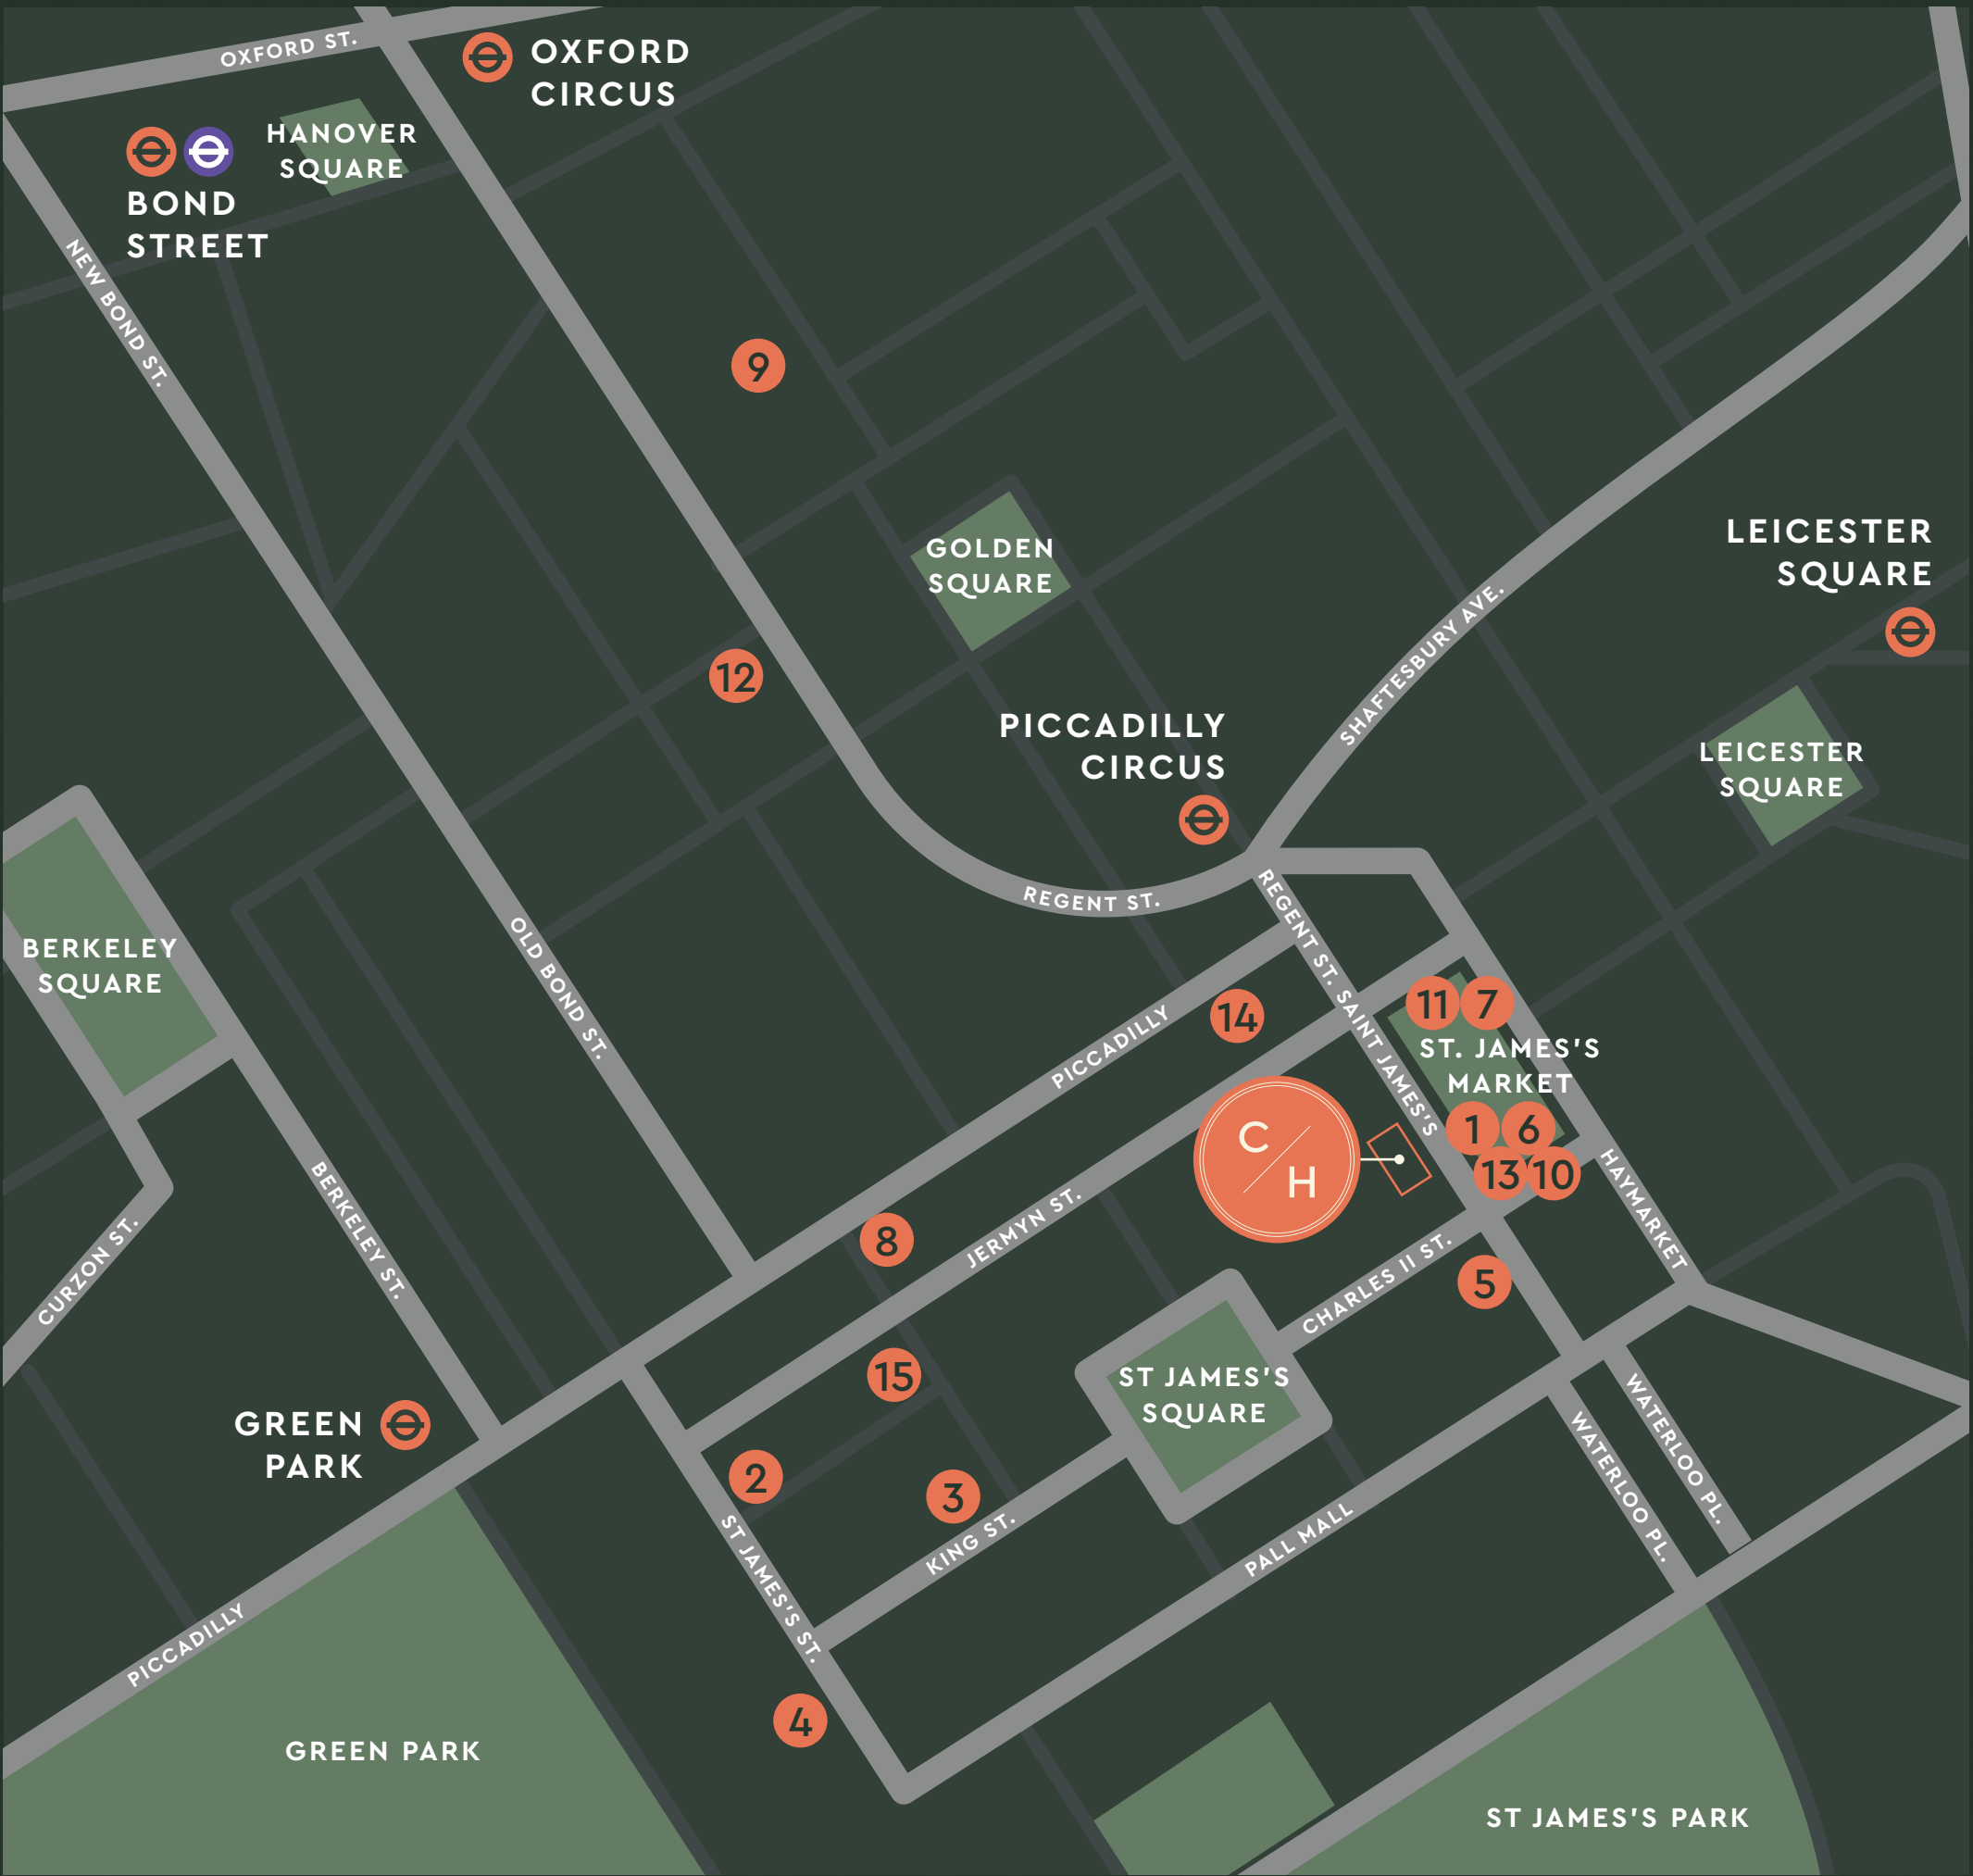 OXFORD ST.
OXFORD
CIRCUS
HANOVER
SQUARE
BOND
STREET
NEW BOND ST.
9
GOLDEN
SQUARE
LEICESTER
SQUARE
SHAFTESBURY AVE.
12
PICCADILLY
CIRCUS
LEICESTER
SQUARE
REGENT ST.
BERKELEY
SQUARE
OLD BOND ST.
REGENT ST. SAINT JAMES'S
11
7
14
PICCADILLY
ST. JAMES'S
MARKET
1
6
13
10
C
H
HAYMARKET
BERKELEY ST.
CURZON ST.
8
JERMYN ST.
CHARLES II ST.
5
15
ST JAMES'S
SQUARE
GREEN
PARK
2
3
KING ST.
ST JAMES'S ST.
PALL MALL
WATERLOO PL.
WATERLOO PL.
PICCADILLY
4
GREEN PARK
ST JAMES'S PARK